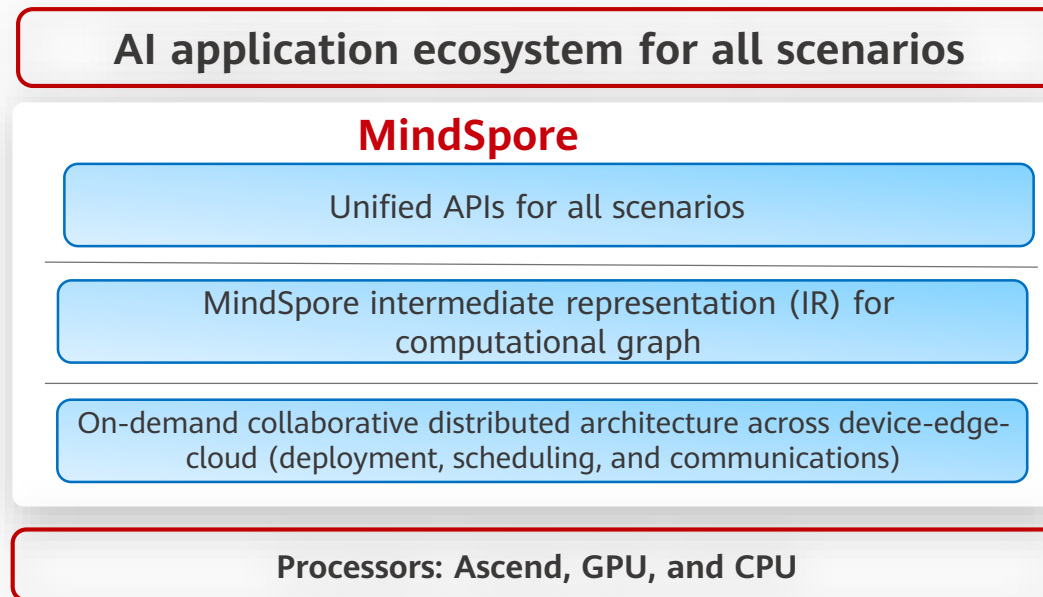 AI application ecosystem for all scenarios
MindSpore
Unified APIs for all scenarios
MindSpore intermediate representation (IR) for
computational graph
On-demand collaborative distributed architecture across device-edge-
cloud (deployment, scheduling, and communications)
Processors: Ascend, GPU, and CPU